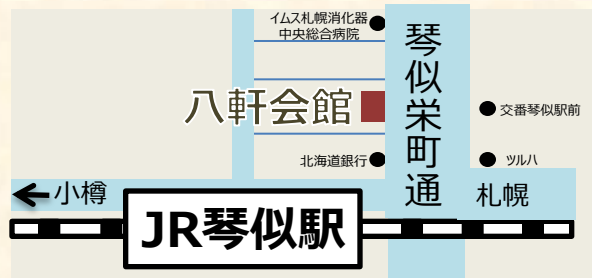 イムス札幌消化器
中央総合病院
琴似栄町通
八軒会館
交番琴似駅前
北海道銀行
ツルハ
小樽
札幌
JR琴似駅